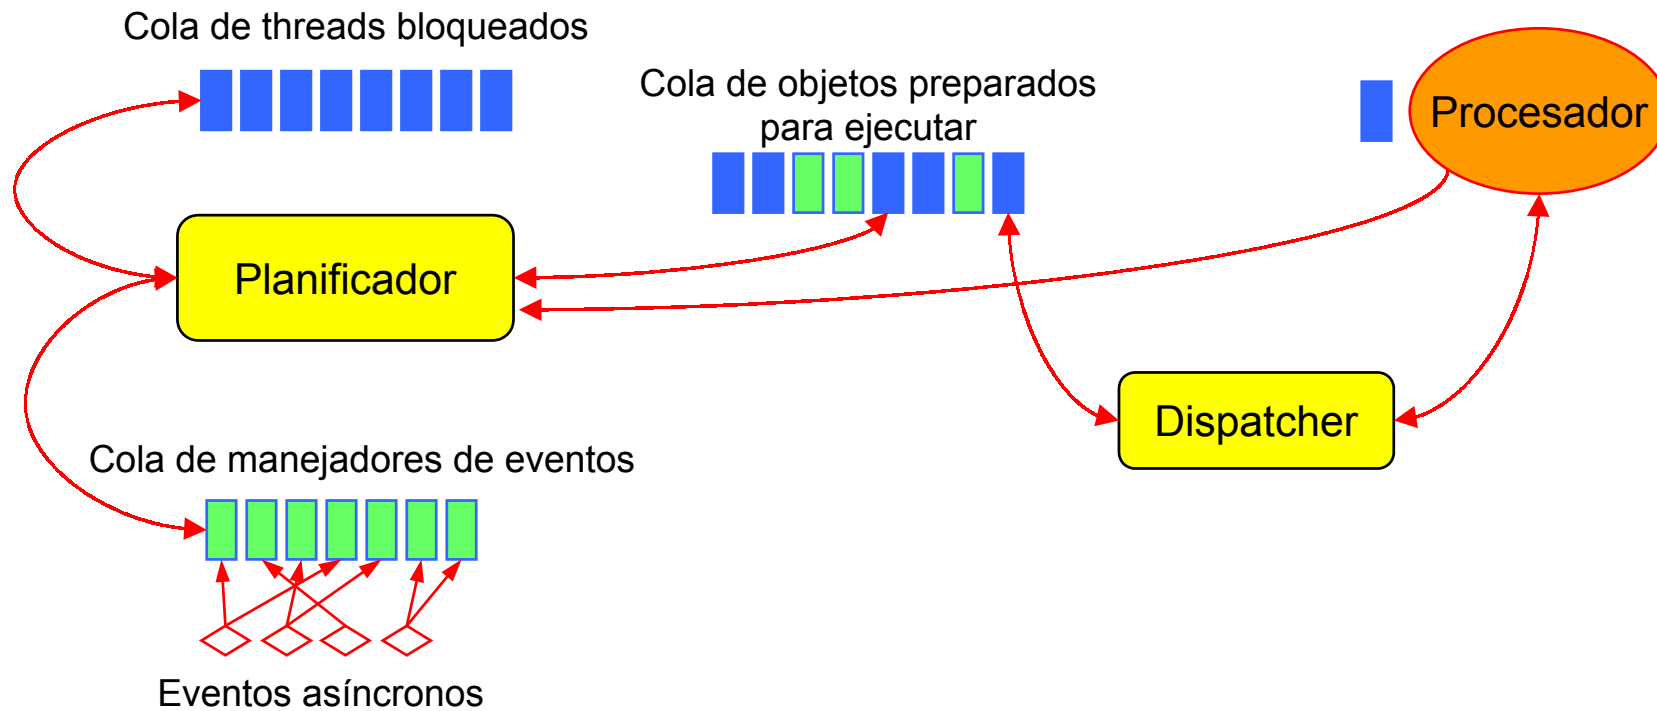 Cola de threads bloqueados
Cola de objetos preparados
para ejecutar
Procesador
Planificador
Dispatcher
Cola de manejadores de eventos
Eventos asíncronos